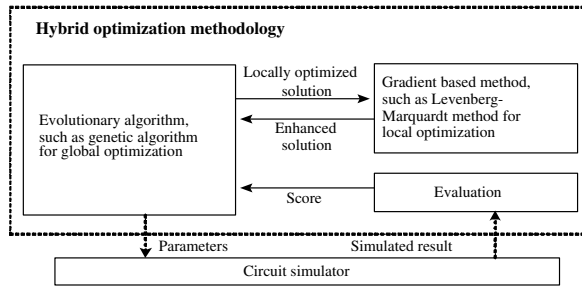 Hybrid optimization methodology
Evolutionary algorithm,
such as genetic algorithm
for global optimization
Locally optimized
solution
Enhanced
solution
Gradient based method,
such as Levenberg-
Marquardt method for
local optimization
Score
Evaluation
Parameters
Simulated result
Circuit simulator